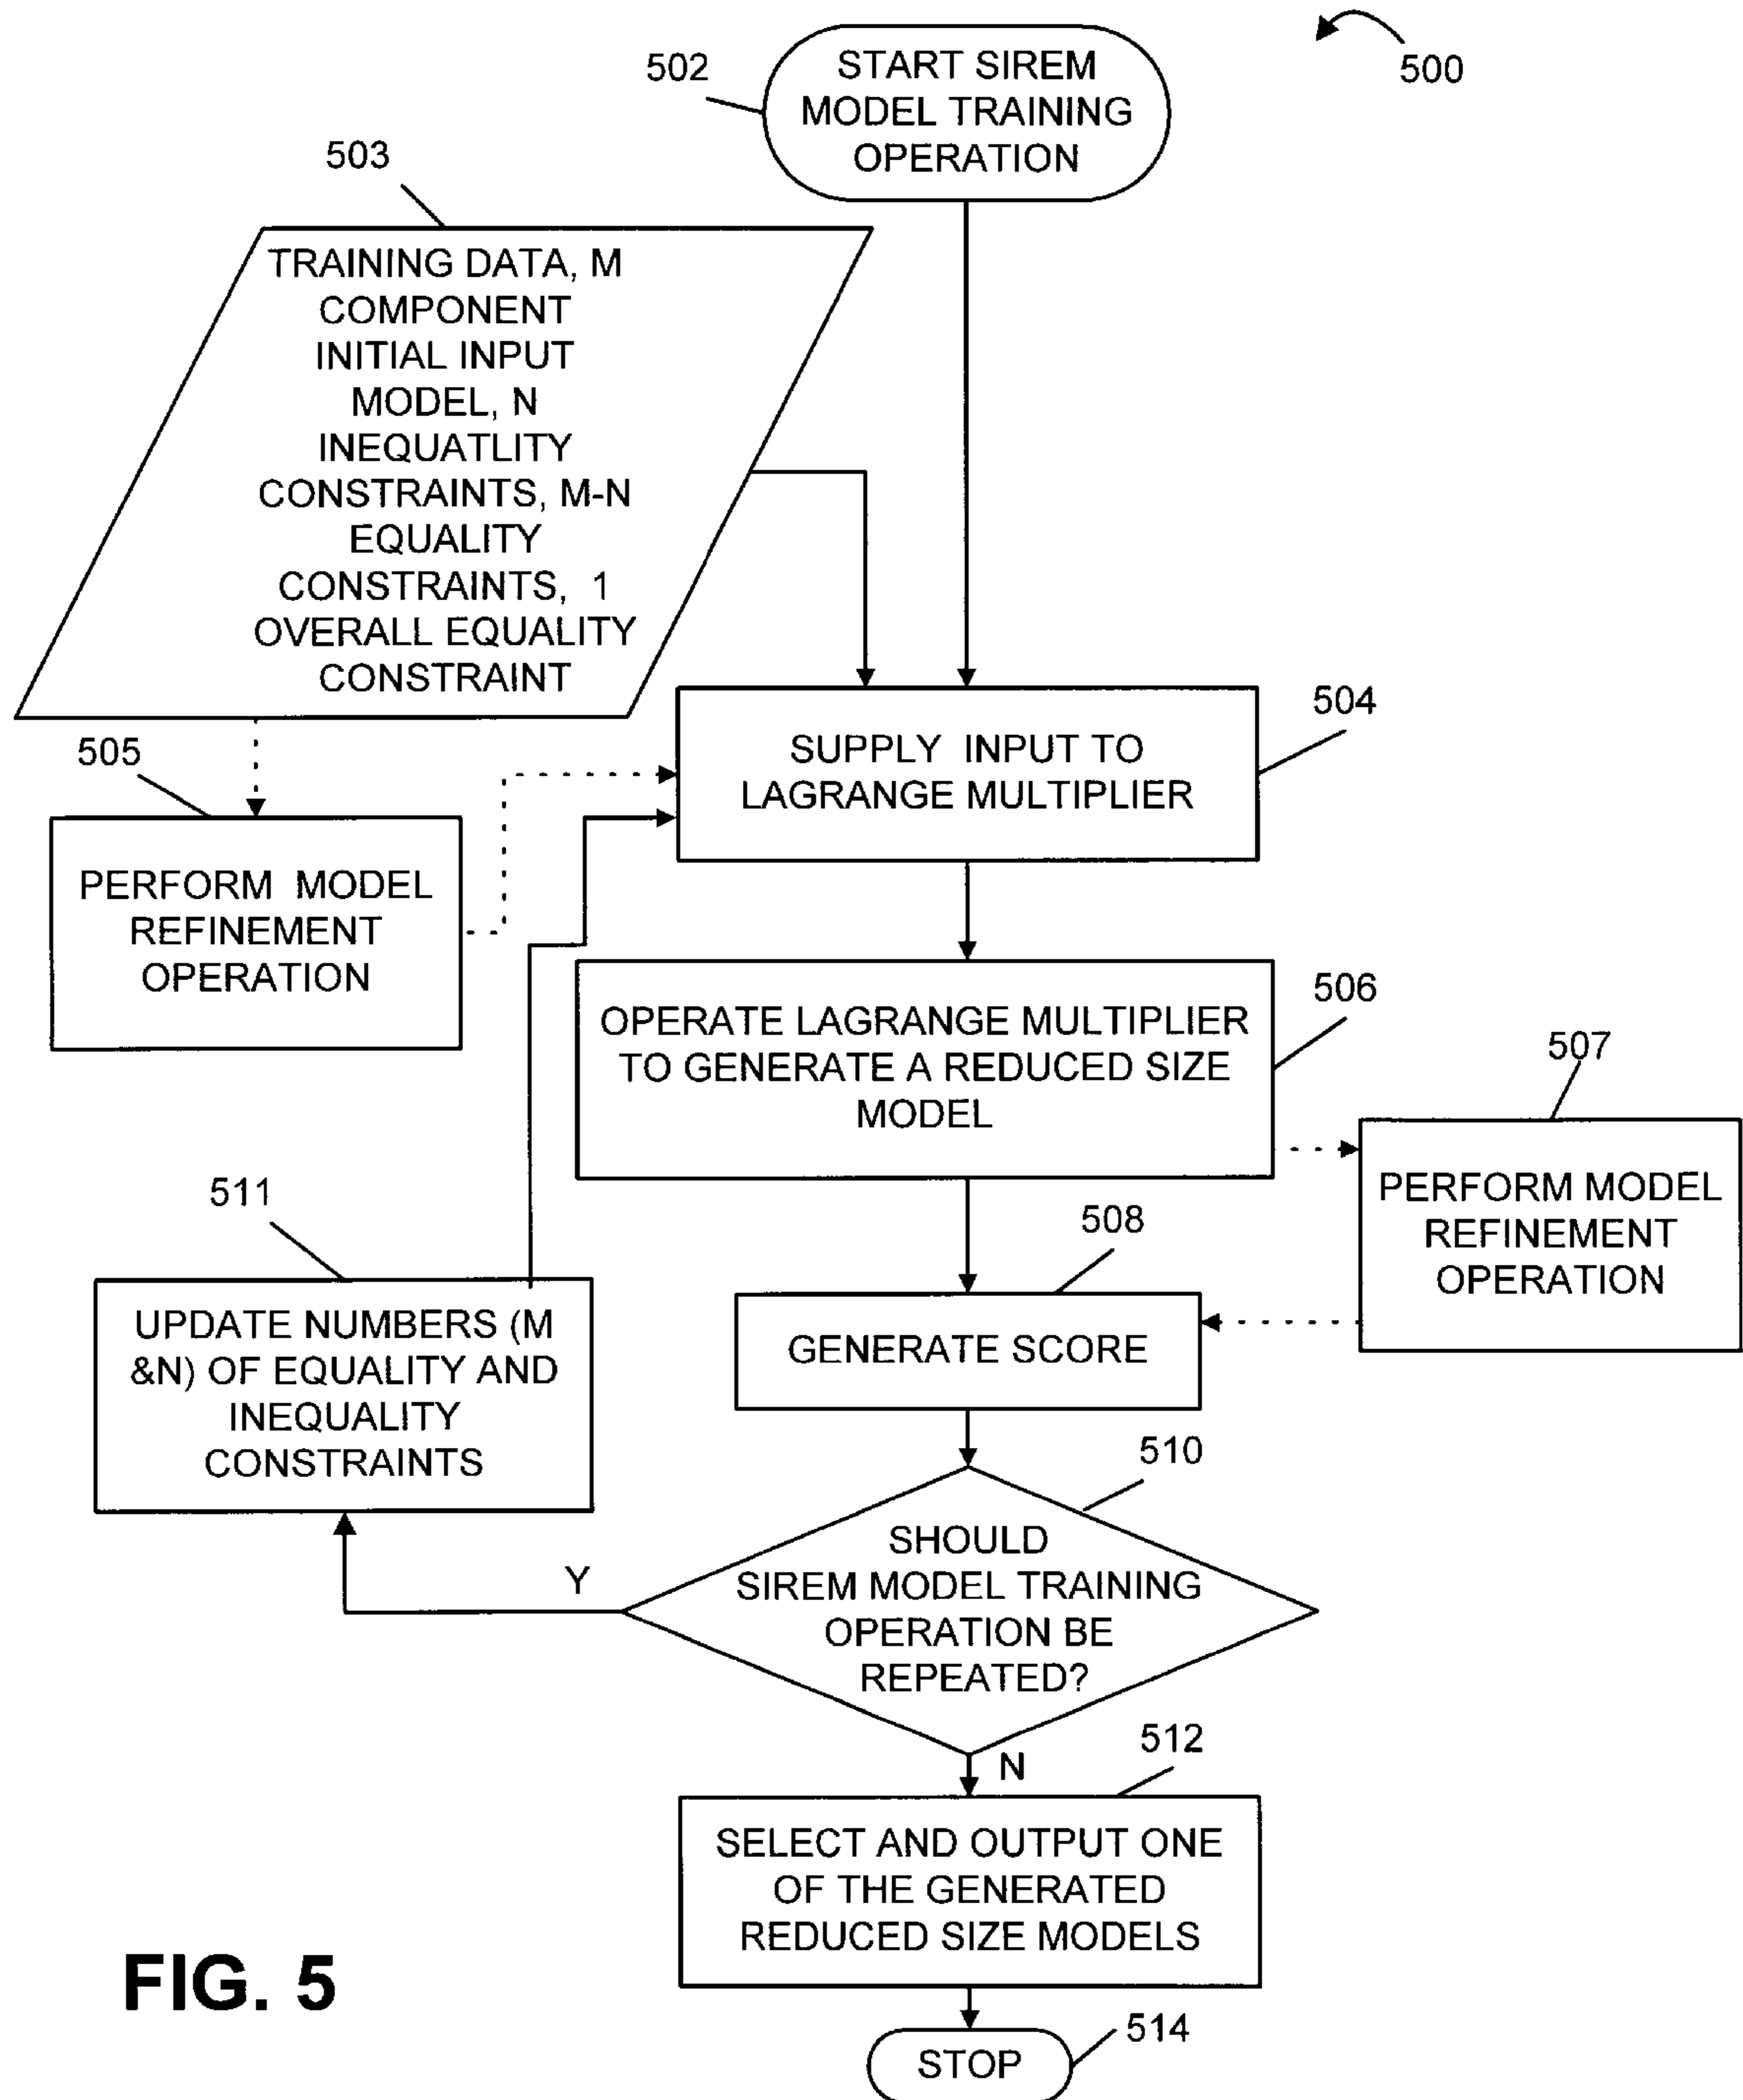 500
502
START SIREM
MODEL TRAINING
OPERATION
503
TRAINING DATA, M
COMPONENT
INITIAL INPUT
MODEL, N
INEQUATLITY
CONSTRAINTS, M-N
EQUALITY
CONSTRAINTS, 1
OVERALL EQUALITY
CONSTRAINT
504
SUPPLY INPUT TO
LAGRANGE MULTIPLIER
505
PERFORM MODEL
REFINEMENT
OPERATION
506
OPERATE LAGRANGE MULTIPLIER
TO GENERATE A REDUCED SIZE
MODEL
507
PERFORM MODEL
REFINEMENT
OPERATION
508
GENERATE SCORE
511
UPDATE NUMBERS (M
&N) OF EQUALITY AND
INEQUALITY
CONSTRAINTS
510
SHOULD
SIREM MODEL TRAINING
OPERATION BE
REPEATED?
Y
N
512
SELECT AND OUTPUT ONE
OF THE GENERATED
REDUCED SIZE MODELS
514
STOP
FIG. 5